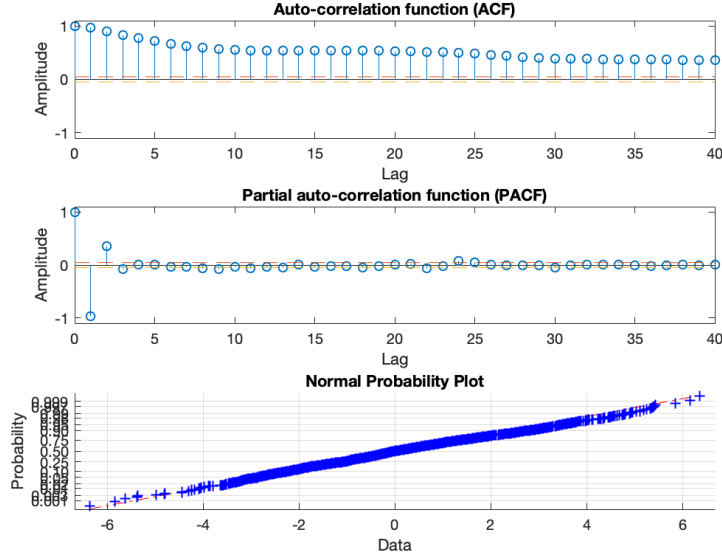 Auto-correlation function (ACF)
1
0
-1
Amplitude
0 5 10 15 20 25 30 35 40
Lag
Partial auto-correlation function (PACF)
1
0
-1
Amplitude
0 5 10 15 20 25 30 35 40
Lag
Normal Probability Plot
0.999
0.50
0.25
0.75
0.001
Probability
-6 -4 -2 0 2 4 6
Data